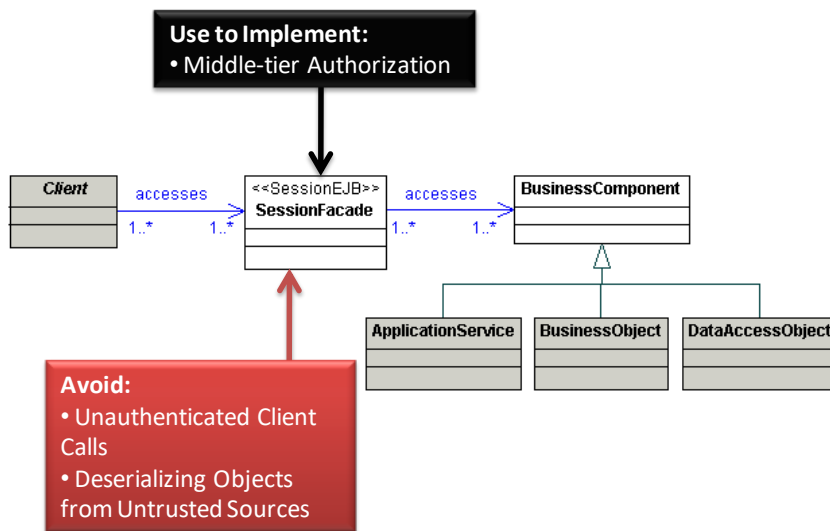 Use to Implement:
• Middle-tier Authorization
Client
accesses
1..*
1..*
<<SessionEJB>>
SessionFacade
accesses
1..*
1..*
BusinessComponent
ApplicationService
BusinessObject
DataAccessObject
Avoid:
• Unauthenticated Client
Calls
• Deserializing Objects
from Untrusted Sources